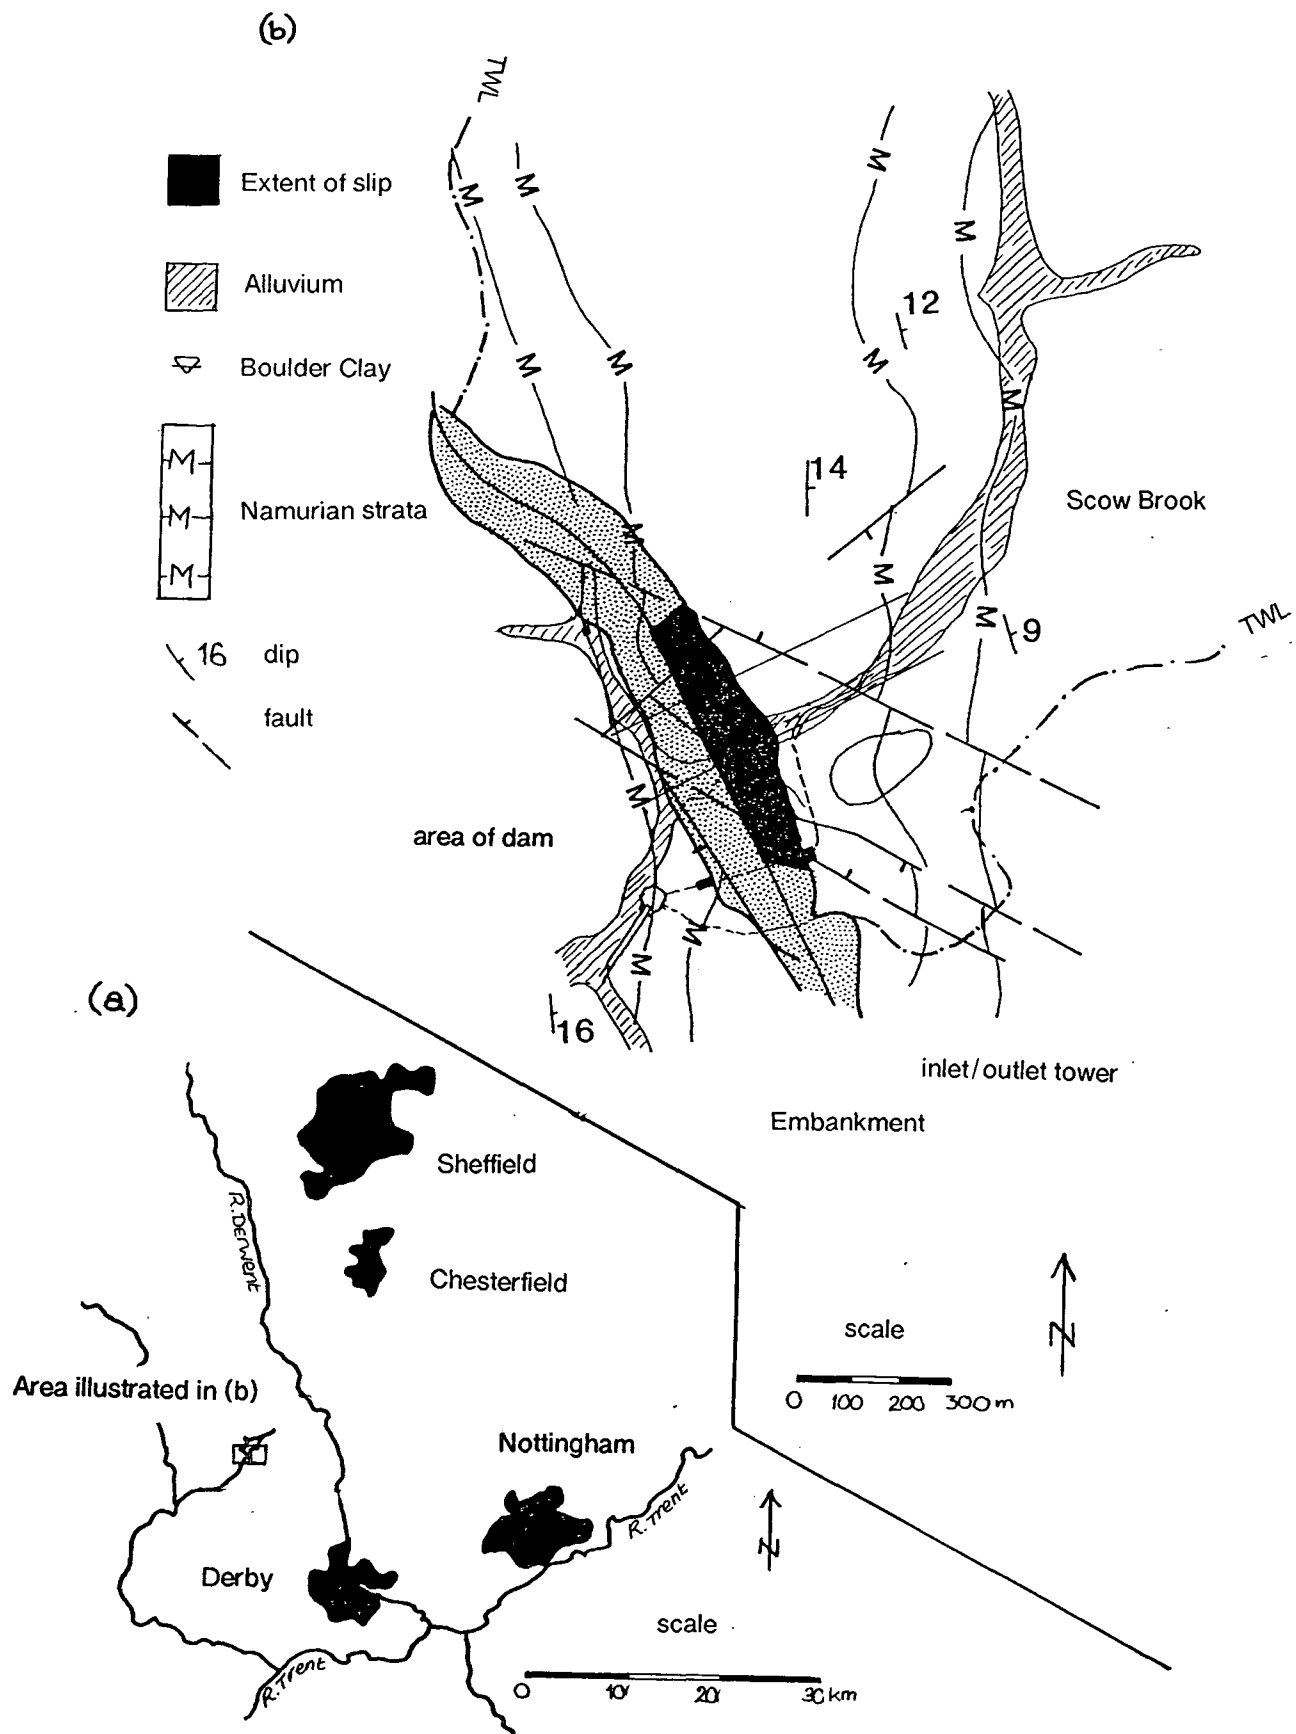 (b)
TWL
Extent of slip
Alluvium
Boulder Clay
M
M
M
Namurian strata
16 dip
fault
M
M
M
M
M
M
M
12
M
M
14
M
Scow Brook
M
M
9
TWL
M
area of dam
M
M
16
inlet/outlet tower
Embankment
(a)
Sheffield
R. DERWENT
Chesterfield
scale
0 100 200 300m
N
Area illustrated in (b)
Nottingham
R. Trent
N
Derby
scale
R. Trent
0 10 20 30 km